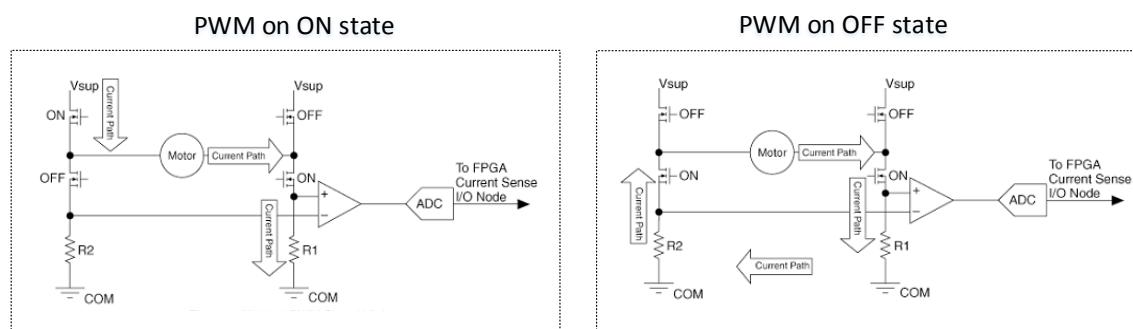 PWM on ON state
Vsup
Current Path
Vsup
ON
OFF
Motor
Current Path
OFF
ON
To FPGA
Current Sense
I/O Node
+
−
ADC
Current Path
R2
R1
COM
COM
PWM on OFF state
Vsup
Vsup
OFF
OFF
Motor
Current Path
ON
ON
To FPGA
Current Sense
I/O Node
Current Path
Current Path
+
−
ADC
R2
R1
Current Path
COM
COM